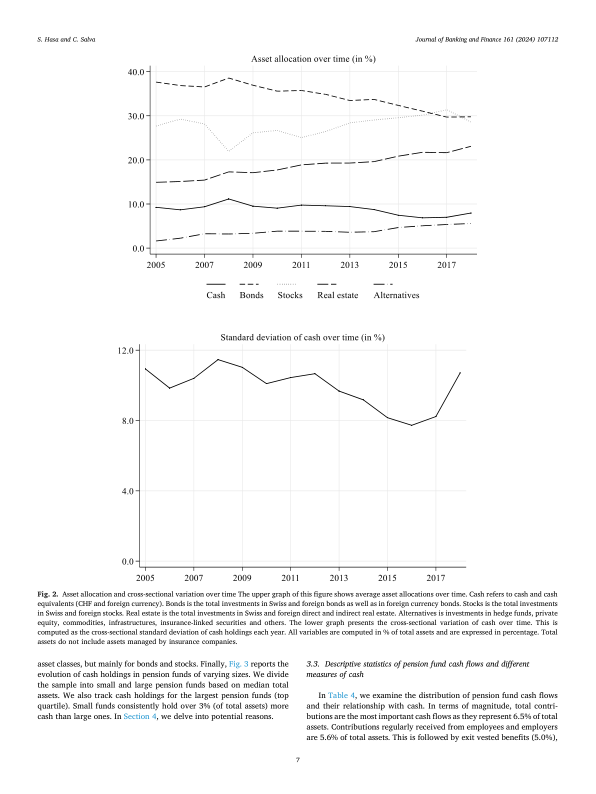 S. Hasa and C. Salva
Journal of Banking and Finance 161 (2024) 107112
Asset allocation over time (in %)
40.0
30.0
20.0
10.0
0.0
2005 2007 2009 2011 2013 2015 2017
Cash Bonds Stocks Real estate Alternatives
Standard deviation of cash over time (in %)
12.0
8.0
4.0
0.0
2005 2007 2009 2011 2013 2015 2017
Fig. 2. Asset allocation and cross-sectional variation over time The upper graph of this figure shows average asset allocations over time. Cash refers to cash and cash
equivalents (CHF and foreign currency). Bonds is the total investments in Swiss and foreign bonds as well as in foreign currency bonds. Stocks is the total investments
in Swiss and foreign stocks. Real estate is the total investments in Swiss and foreign direct and indirect real estate. Alternatives is investments in hedge funds, private
equity, commodities, infrastructures, insurance-linked securities and others. The lower graph presents the cross-sectional variation of cash over time. This is
computed as the cross-sectional standard deviation of cash holdings each year. All variables are computed in % of total assets and are expressed in percentage. Total
assets do not include assets managed by insurance companies.
asset classes, but mainly for bonds and stocks. Finally, Fig. 3 reports the
evolution of cash holdings in pension funds of varying sizes. We divide
the sample into small and large pension funds based on median total
assets. We also track cash holdings for the largest pension funds (top
quartile). Small funds consistently hold over 3% (of total assets) more
cash than large ones. In Section 4, we delve into potential reasons.
3.3. Descriptive statistics of pension fund cash flows and different
measures of cash
In Table 4, we examine the distribution of pension fund cash flows
and their relationship with cash. In terms of magnitude, total contri-
butions are the most important cash flows as they represent 6.5% of total
assets. Contributions regularly received from employees and employers
are 5.6% of total assets. This is followed by exit vested benefits (5.0%),
7